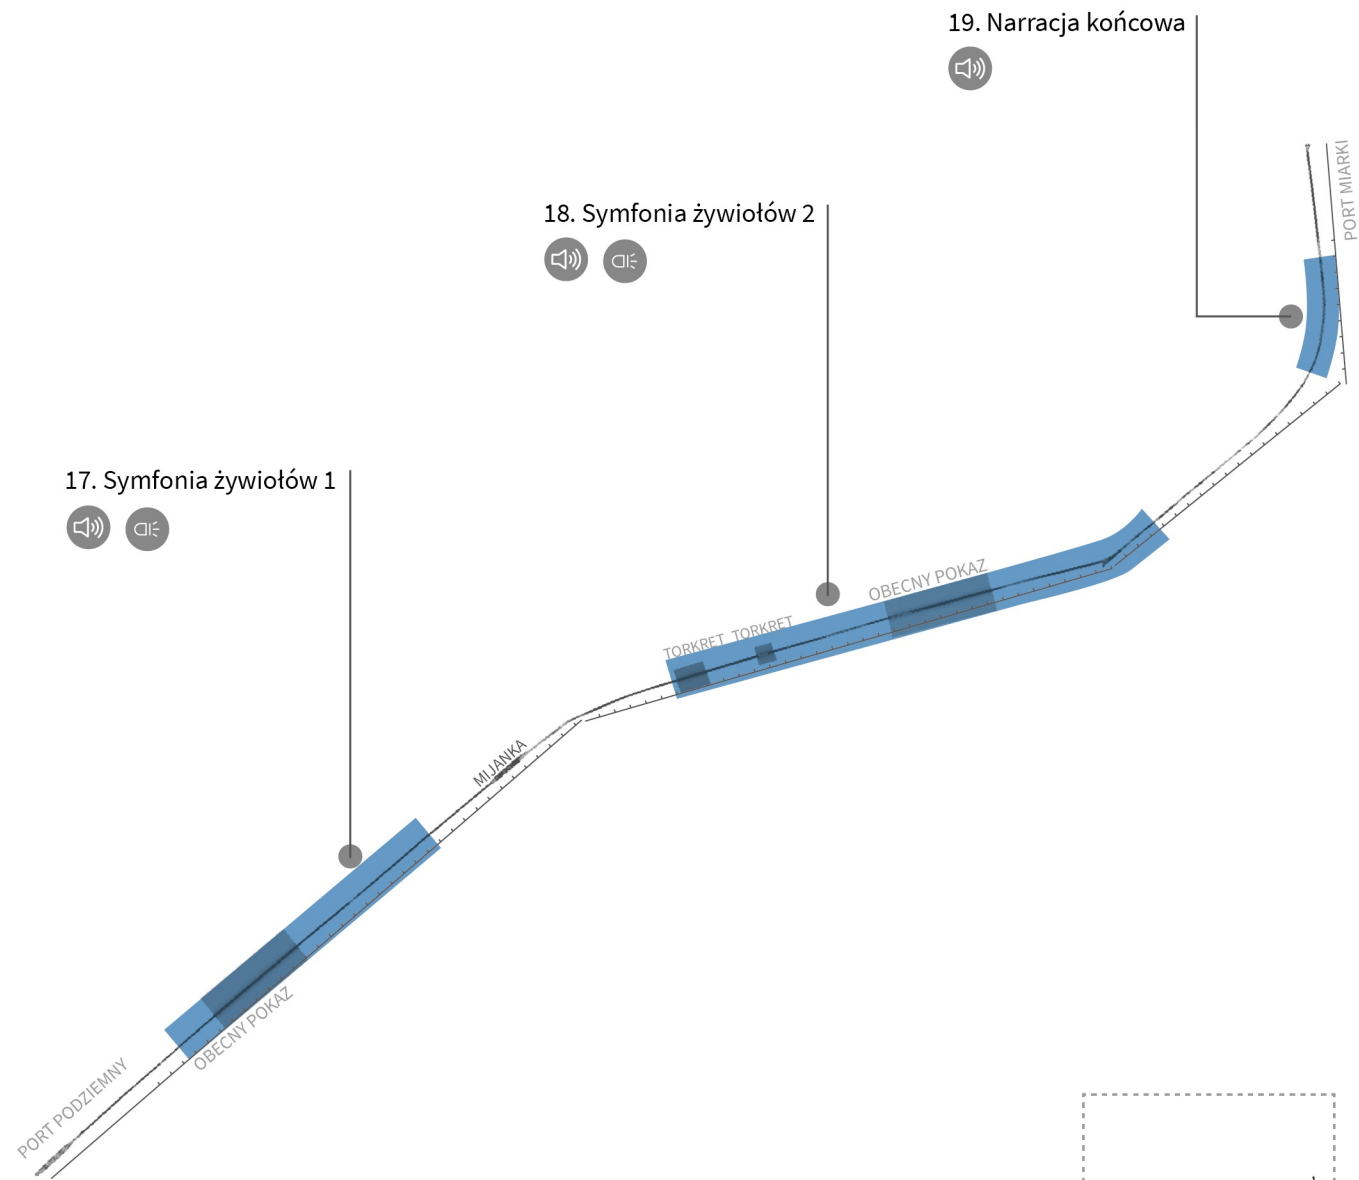 19. Narracja końcowa
PORT MIARKI
18. Symfonia żywiołów 2
17. Symfonia żywiołów 1
OBECNY POKAZ
TORKRET
TORKRET
MIJANKA
OBECNY POKAZ
PORT PODZIEMNY